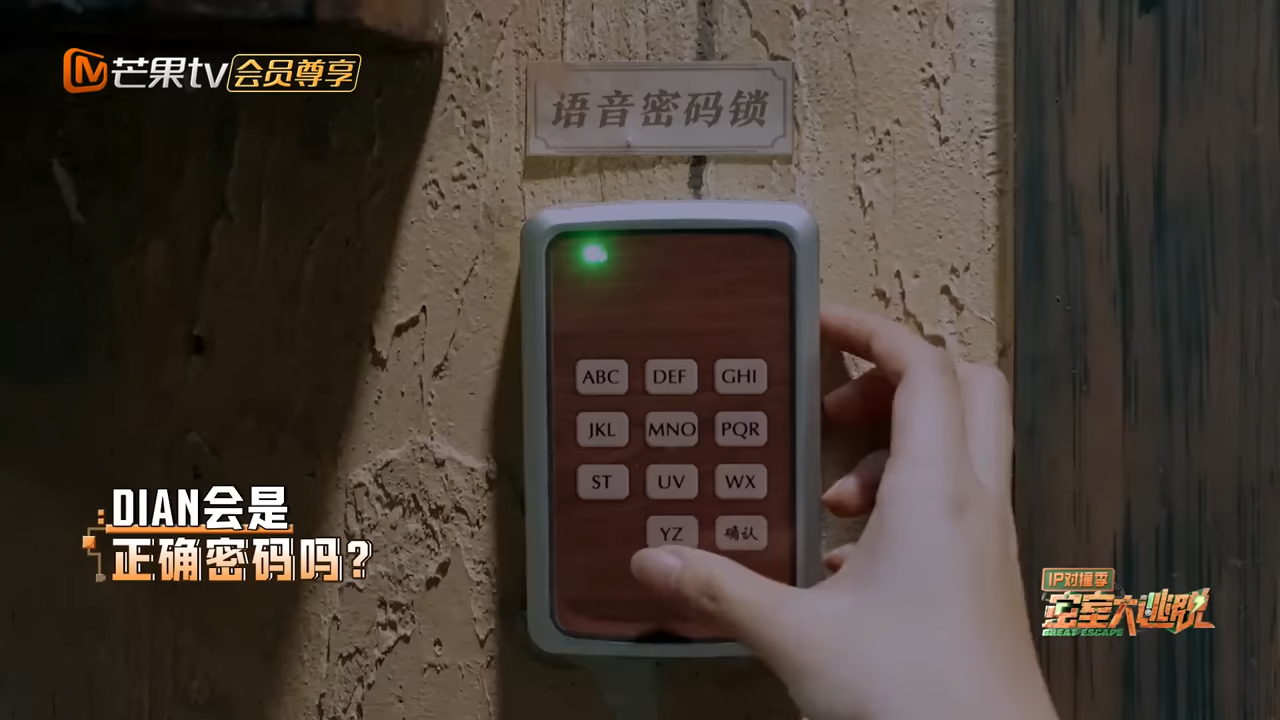 芒果tv会员尊享
语音密码锁
ABC DEF GHI
JKL MNO PQR
ST UV WX
YZ 确认
DIAN会是
正确密码吗?
IP对撞季
密室大逃脱
GREAT ESCAPE